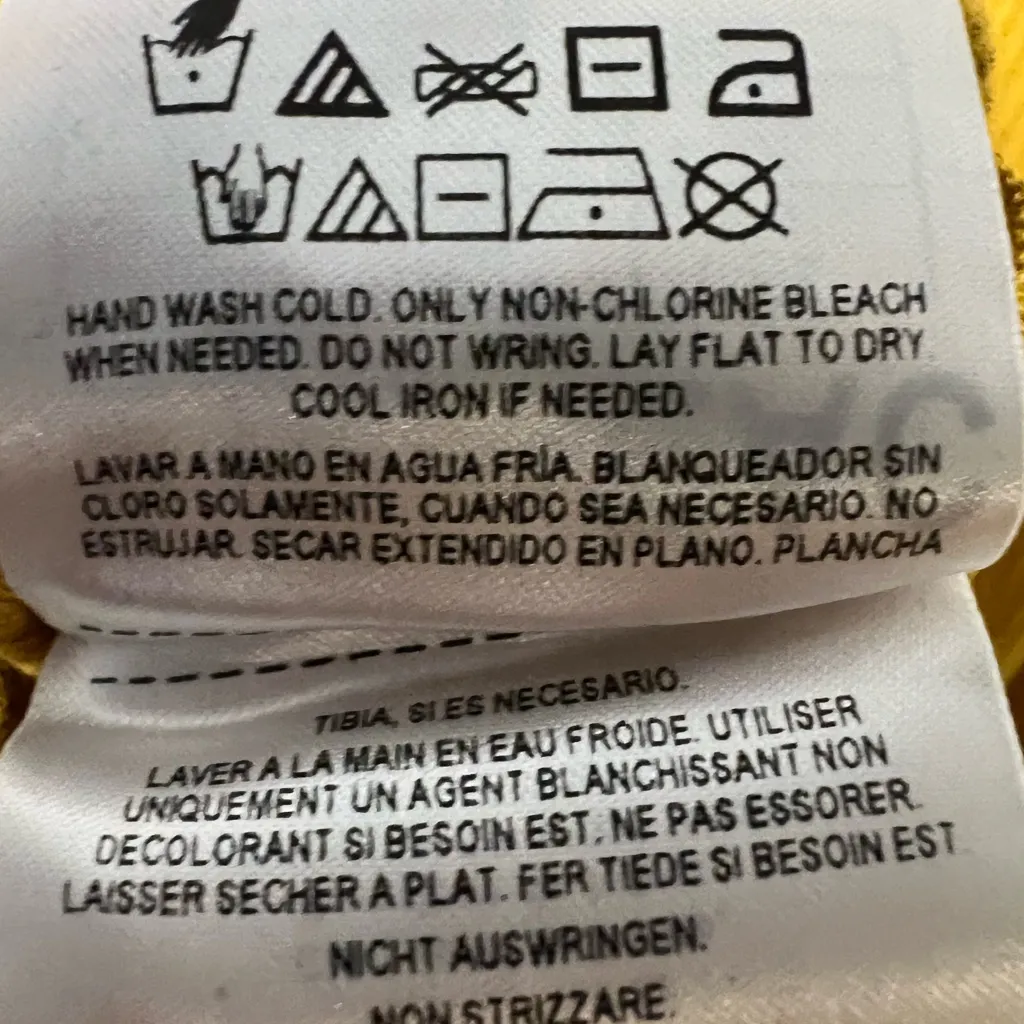 HAND WASH COLD. ONLY NON-CHLORINE BLEACH
WHEN NEEDED. DO NOT WRING. LAY FLAT TO DRY
COOL IRON IF NEEDED.
LAVAR A MANO EN AGUA FRÍA. BLANQUEADOR SIN
CLORO SOLAMENTE, CUANDO SEA NECESARIO. NO
ESTRUJAR. SECAR EXTENDIDO EN PLANO. PLANCHA
TIBIA, SI ES NECESARIO.
LAVER A LA MAIN EN EAU FROIDE. UTILISER
UNIQUEMENT UN AGENT BLANCHISSANT NON
DECOLORANT SI BESOIN EST. NE PAS ESSORER.
LAISSER SECHER A PLAT. FER TIEDE SI BESOIN EST
NICHT AUSWRINGEN.
NON STRIZZARE.